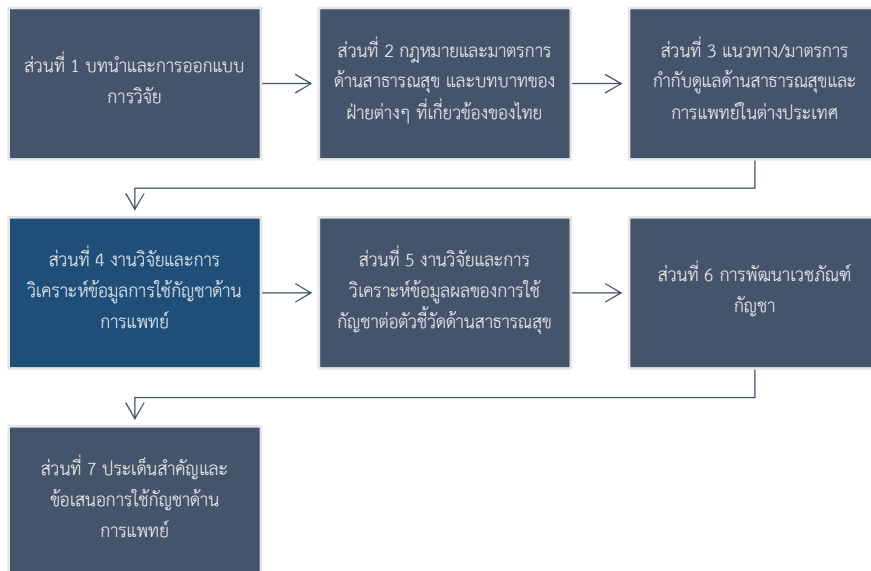 ส่วนที่ 1 บทนำและการออกแบบ
การวิจัย
ส่วนที่ 2 กฎหมายและมาตรการ
ด้านสาธารณสุข และบทบาทของ
ฝ่ายต่างๆ ที่เกี่ยวข้องของไทย
ส่วนที่ 3 แนวทาง/มาตรการ
กำกับดูแลด้านสาธารณสุขและ
การแพทย์ในต่างประเทศ
ส่วนที่ 4 งานวิจัยและการ
วิเคราะห์ข้อมูลการใช้กัญชาด้าน
การแพทย์
ส่วนที่ 5 งานวิจัยและการ
วิเคราะห์ข้อมูลผลของการใช้
กัญชาต่อตัวชี้วัดด้านสาธารณสุข
ส่วนที่ 6 การพัฒนาเวชภัณฑ์
กัญชา
ส่วนที่ 7 ประเด็นสำคัญและ
ข้อเสนอการใช้กัญชาด้าน
การแพทย์